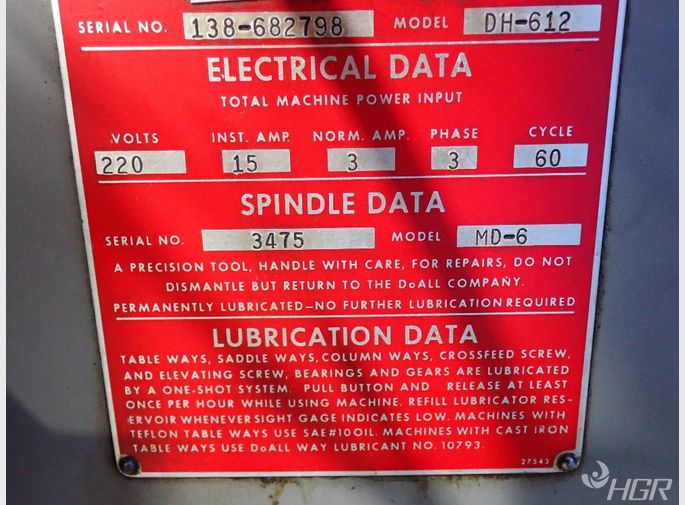 SERIAL NO. 138-682798 MODEL DH-612
ELECTRICAL DATA
TOTAL MACHINE POWER INPUT
VOLTS INST. AMP. NORM. AMP. PHASE CYCLE
220 15 3 3 60
SPINDLE DATA
SERIAL NO. 3475 MODEL MD-6
A PRECISION TOOL, HANDLE WITH CARE, FOR REPAIRS, DO NOT
DISMANTLE BUT RETURN TO THE DoALL COMPANY.
PERMANENTLY LUBRICATED—NO FURTHER LUBRICATION REQUIRED
LUBRICATION DATA
TABLE WAYS, SADDLE WAYS, COLUMN WAYS, CROSSFEED SCREW,
AND ELEVATING SCREW, BEARINGS AND GEARS ARE LUBRICATED
BY A ONE-SHOT SYSTEM. PULL BUTTON AND RELEASE AT LEAST
ONCE PER HOUR WHILE USING MACHINE. REFILL LUBRICATOR RES-
ERVOIR WHENEVER SIGHT GAGE INDICATES LOW. MACHINES WITH
TEFLON TABLE WAYS USE SAE#10 OIL. MACHINES WITH CAST IRON
TABLE WAYS USE DoALL WAY LUBRICANT NO. 10793.
27543
HGR